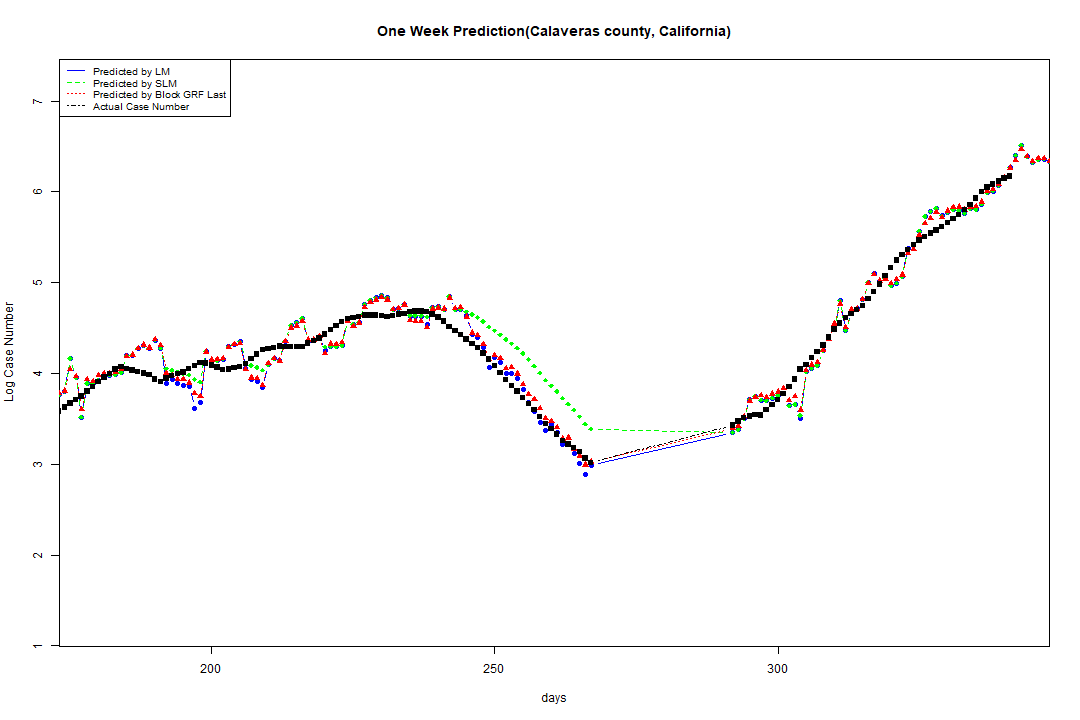 One Week Prediction(Calaveras county, California)
Predicted by LM
Predicted by SLM
Predicted by Block GRF Last
Actual Case Number
7
6
5
4
3
2
1
Log Case Number
200
250
300
days